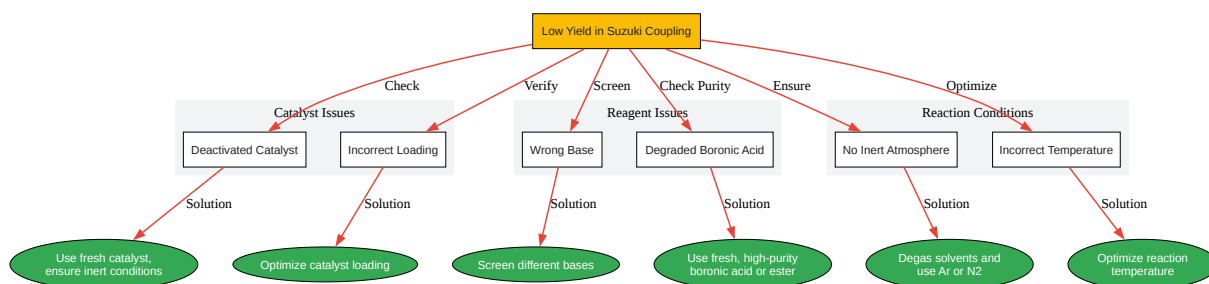 Low Yield in Suzuki Coupling
Check
Verify
Screen
Check Purity
Ensure
Optimize
Catalyst Issues
Reagent Issues
Reaction Conditions
Deactivated Catalyst
Incorrect Loading
Wrong Base
Degraded Boronic Acid
No Inert Atmosphere
Incorrect Temperature
Solution
Solution
Solution
Solution
Solution
Solution
Use fresh catalyst,
ensure inert conditions
Optimize catalyst loading
Screen different bases
Use fresh, high-purity
boronic acid or ester
Degas solvents and
use Ar or N2
Optimize reaction
temperature